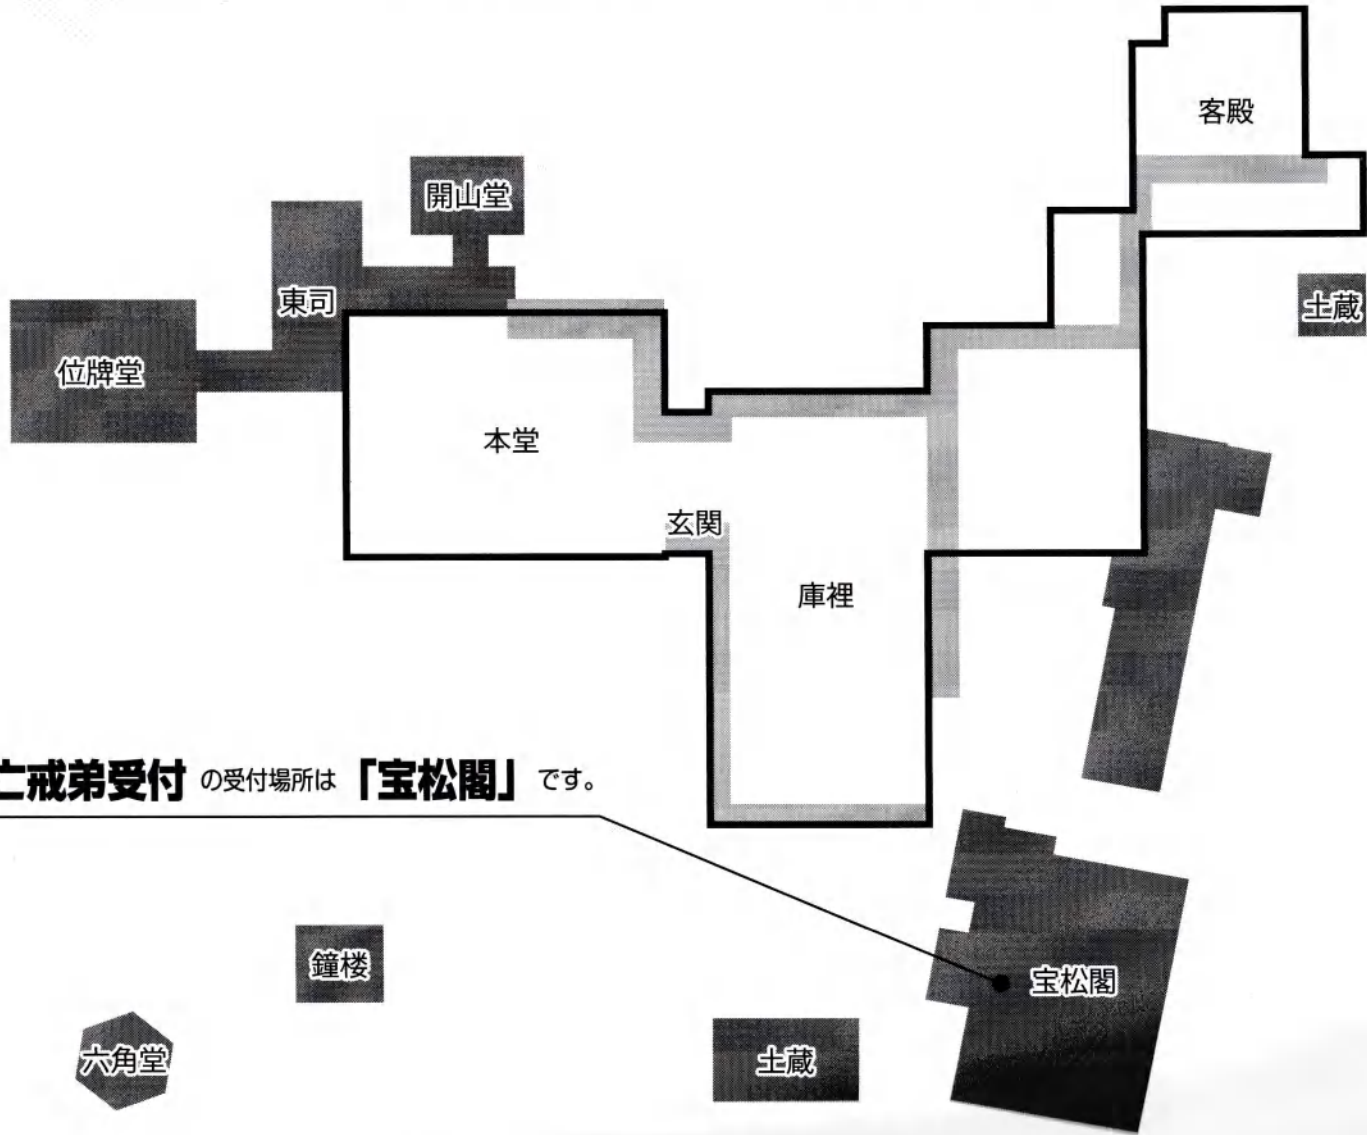 客殿
開山堂
東司
土蔵
位牌堂
本堂
玄関
庫裡
亡戒弟受付 の受付場所は 「宝松閣」 です。
鐘楼
宝松閣
六角堂
土蔵